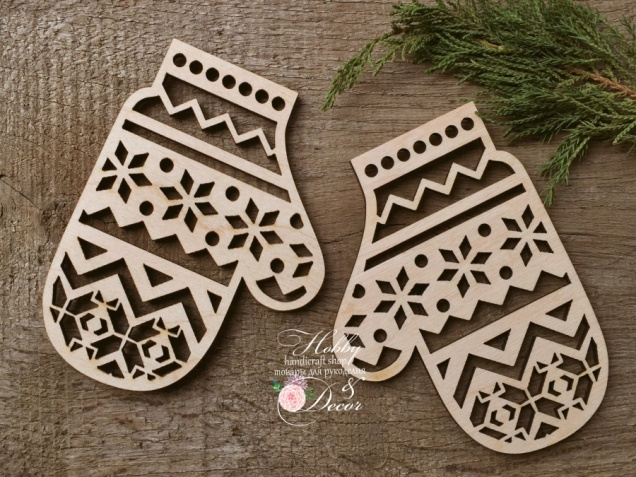 Hobby
handicraft shop
товары для рукоделия
&
Decor